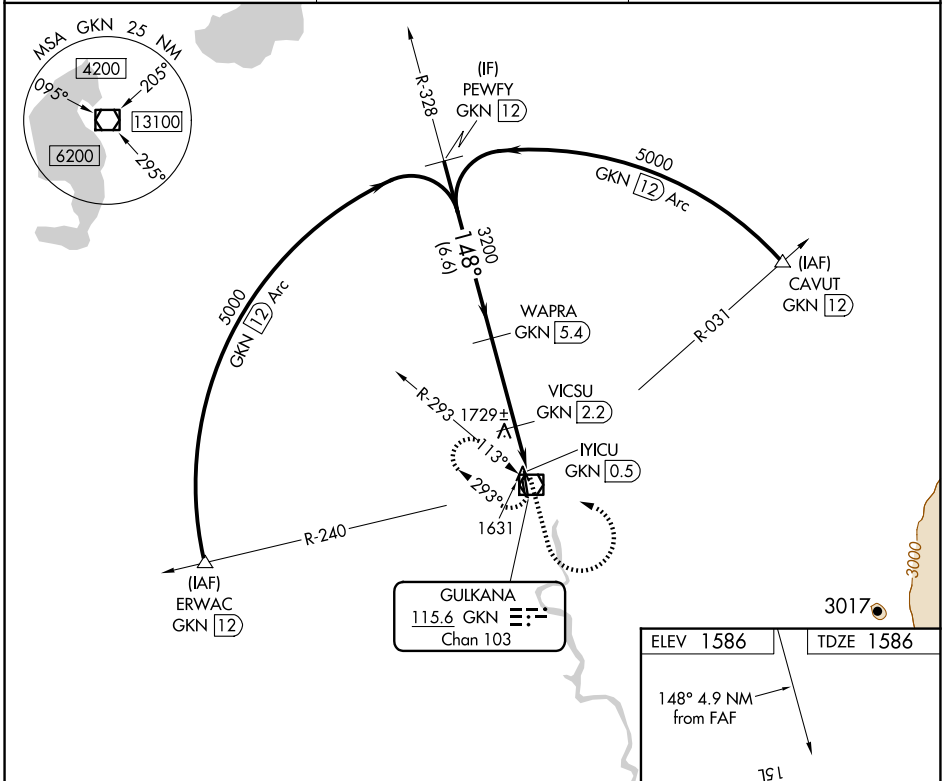 MSA GKN 25 NM
4200
095°
205°
13100
6200
295°
R-328
(IF)
PEWFY
GKN 12
5000
GKN 12 Arc
5000
GKN 12 Arc
3200
148°
(6.6)
(IAF)
CAVUT
GKN 12
R-031
WAPRA
GKN 5.4
VICSU
GKN 2.2
R-293
1729±
113°
293°
IYICU
GKN 0.5
1631
R-240
(IAF)
ERWAC
GKN 12
GULKANA
115.6 GKN
Chan 103
3000
3017
ELEV 1586
TDZE 1586
148° 4.9 NM
from FAF
15L